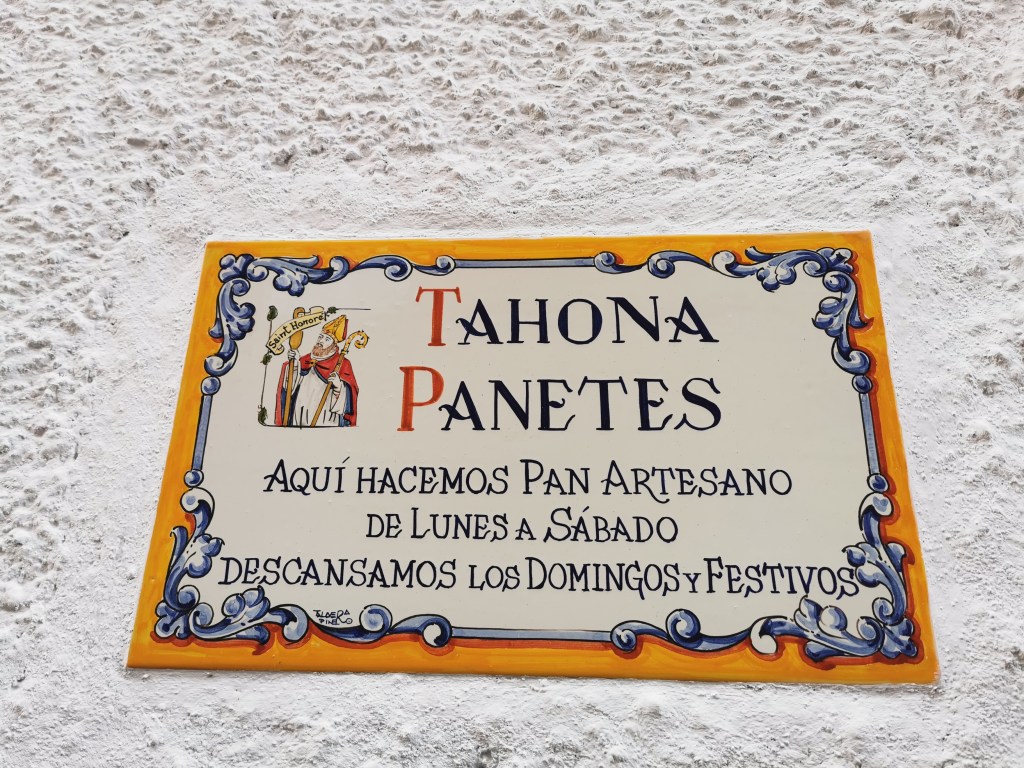 Saint Honoré
TAHONA
PANETES
AQUÍ HACEMOS PAN ARTESANO
DE LUNES A SÁBADO
DESCANSAMOS LOS DOMINGOS Y FESTIVOS